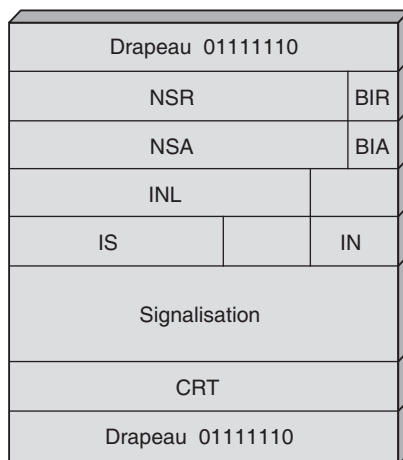 Drapeau 01111110
NSR BIR
NSA BIA
INL
IS IN
Signalisation
CRT
Drapeau 01111110